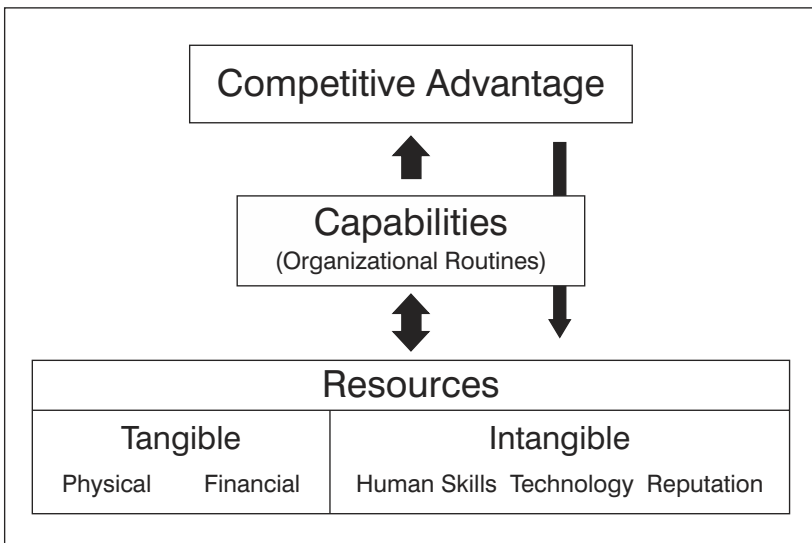 Competitive Advantage
Capabilities
(Organizational Routines)
Resources
Tangible
Intangible
Physical Financial
Human Skills Technology Reputation